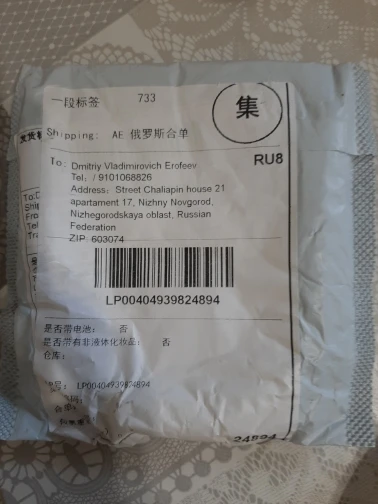 一段标签 733
集
Shipping: AE 俄罗斯合单
To: Dmitriy Vladimirovich Erofeev
RU8
Tel: / 9101068826
Address: Street Chaliapin house 21
apartament 17, Nizhny Novgorod,
Nizhegorodskaya oblast, Russian
Federation
ZIP: 603074
LP00404939824894
是否带电池： 否
是否带有非液体化妆品： 否
仓库：
LP00404939824894
24894